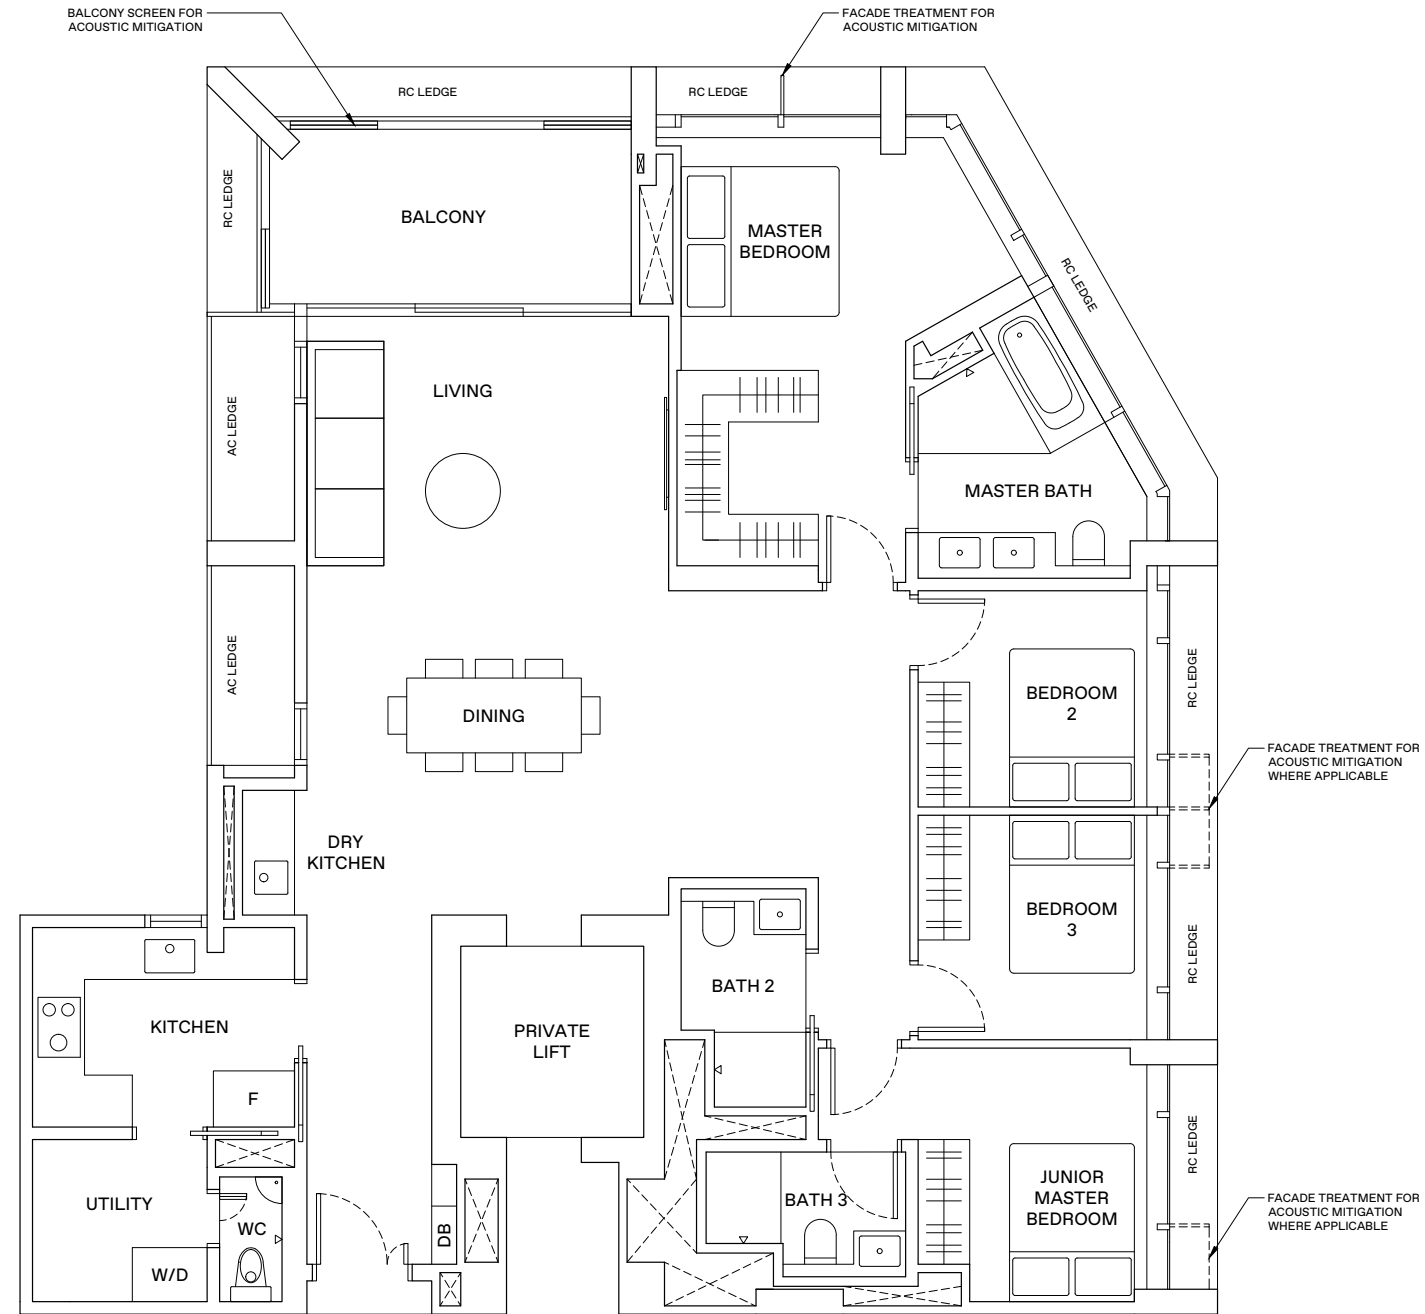 BALCONY SCREEN FOR
ACOUSTIC MITIGATION
FACADE TREATMENT FOR
ACOUSTIC MITIGATION
RC LEDGE
RC LEDGE
RC LEDGE
BALCONY
MASTER
BEDROOM
RC LEDGE
LIVING
AC LEDGE
MASTER BATH
AC LEDGE
DINING
BEDROOM
2
RC LEDGE
FACADE TREATMENT FOR
ACOUSTIC MITIGATION
WHERE APPLICABLE
DRY
KITCHEN
BEDROOM
3
RC LEDGE
BATH 2
KITCHEN
PRIVATE
LIFT
F
RC LEDGE
JUNIOR
MASTER
BEDROOM
UTILITY
BATH 3
FACADE TREATMENT FOR
ACOUSTIC MITIGATION
WHERE APPLICABLE
WC
DB
W/D